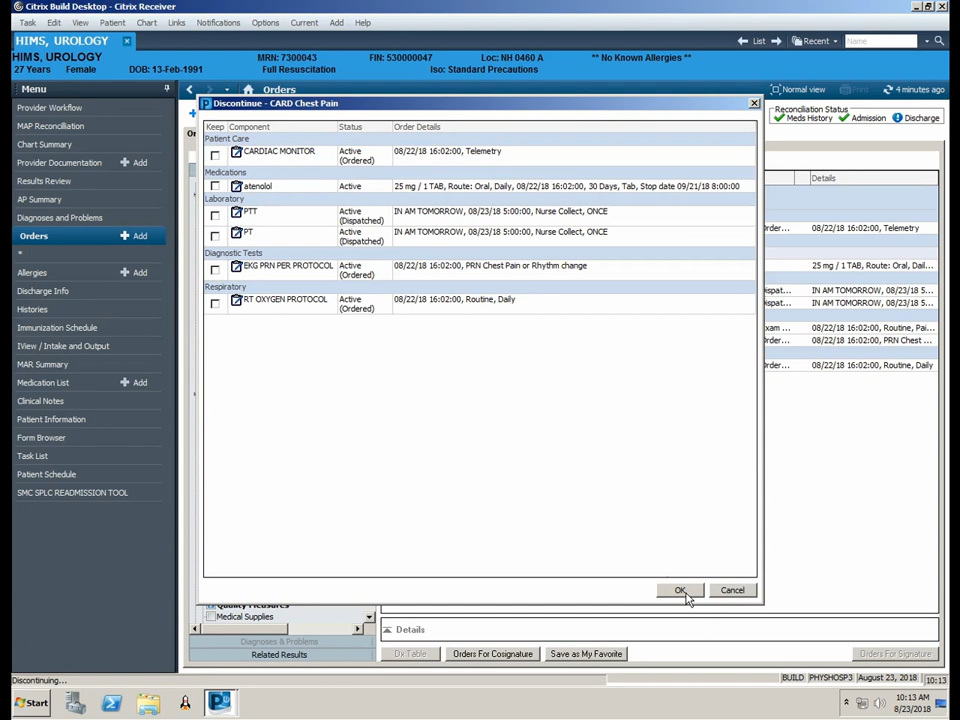 Citrix Build Desktop - Citrix Receiver
Task Edit View Patient Chart Links Notifications Options Current Add Help
HIMS, UROLOGY List Recent Name
HIMS, UROLOGY MRN: 7300043 FIN: 530000047 Loc: NH 0460 A ** No Known Allergies **
27 Years Female DOB: 13-Feb-1991 Full Resuscitation Iso: Standard Precautions
Menu Orders Normal view Print 4 minutes ago
Discontinue - CARD Chest Pain
Reconciliation Status
Meds History Admission Discharge
Provider Workflow
MAP Reconciliation
Chart Summary
Provider Documentation Add
Results Review
AP Summary
Diagnoses and Problems
Orders Add
*
Allergies Add
Discharge Info
Histories
Immunization Schedule
IView / Intake and Output
MAR Summary
Medication List Add
Clinical Notes
Patient Information
Form Browser
Task List
Patient Schedule
SMC SPLC READMISSION TOOL
Keep Component Status Order Details
Patient Care
CARDIAC MONITOR Active (Ordered) 08/22/18 16:02:00, Telemetry
Medications
atenolol Active 25 mg / 1 TAB, Route: Oral, Daily, 08/22/18 16:02:00, 30 Days, Tab, Stop date 09/21/18 8:00:00
Laboratory
PTT Active (Dispatched) IN AM TOMORROW, 08/23/18 5:00:00, Nurse Collect, ONCE
PT Active (Dispatched) IN AM TOMORROW, 08/23/18 5:00:00, Nurse Collect, ONCE
Diagnostic Tests
EKG PRN PER PROTOCOL Active (Ordered) 08/22/18 16:02:00, PRN Chest Pain or Rhythm change
Respiratory
RT OXYGEN PROTOCOL Active (Ordered) 08/22/18 16:02:00, Routine, Daily
OK Cancel
Details
Order... 08/22/18 16:02:00, Telemetry
25 mg / 1 TAB, Route: Oral, Dail...
Dispat... IN AM TOMORROW, 08/23/18 5...
Dispat... IN AM TOMORROW, 08/23/18 5...
Exam ... 08/22/18 16:02:00, Routine, Pai...
Order... 08/22/18 16:02:00, PRN Chest ...
Order... 08/22/18 16:02:00, Routine, Daily
Quality Measures
Medical Supplies
Diagnoses & Problems
Related Results
Details
Dx Table Orders For Cosignature Save as My Favorite Orders For Signature
Discontinuing... BUILD PHYSHOSP3 August 23, 2018 10:13
Start 10:13 AM
8/23/2018